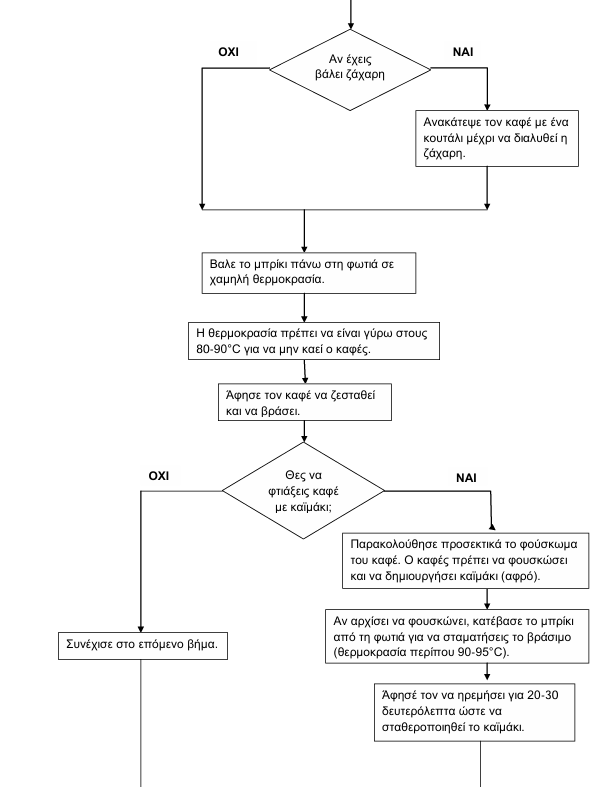 Αν έχεις
βάλει ζάχαρη
ΟΧΙ
ΝΑΙ
Ανακάτεψε τον καφέ με ένα
κουτάλι μέχρι να διαλυθεί η
ζάχαρη.
Βαλε το μπρίκι πάνω στη φωτιά σε
χαμηλή θερμοκρασία.
Η θερμοκρασία πρέπει να είναι γύρω στους
80-90°C για να μην καεί ο καφές.
Άφησε τον καφέ να ζεσταθεί
και να βράσει.
Θες να
φτιάξεις καφέ
με καϊμάκι;
ΟΧΙ
ΝΑΙ
Παρακολούθησε προσεκτικά το φούσκωμα
του καφέ. Ο καφές πρέπει να φουσκώσει
και να δημιουργήσει καϊμάκι (αφρό).
Αν αρχίσει να φουσκώνει, κατέβασε το μπρίκι
από τη φωτιά για να σταματήσεις το βράσιμο
(θερμοκρασία περίπου 90-95°C).
Συνέχισε στο επόμενο βήμα.
Άφησέ τον να ηρεμήσει για 20-30
δευτερόλεπτα ώστε να
σταθεροποιηθεί το καϊμάκι.